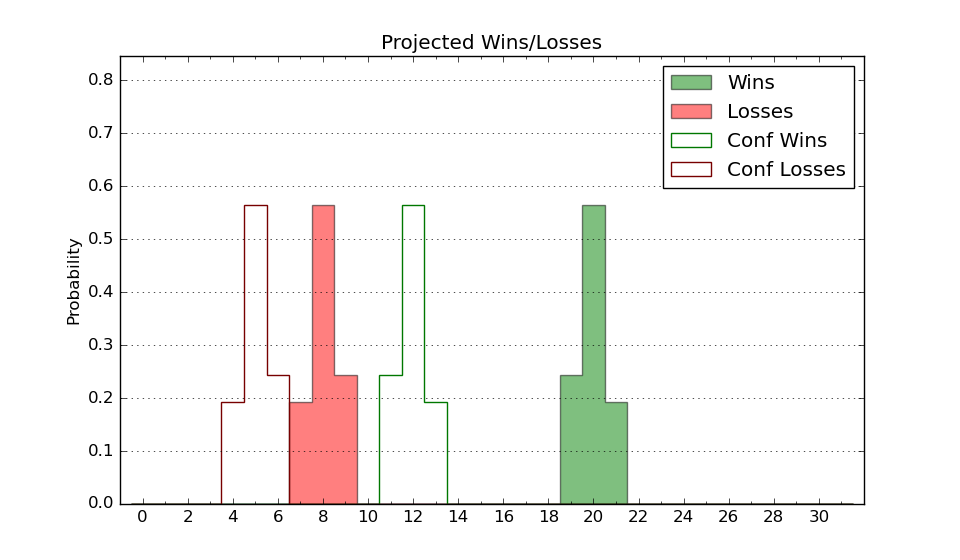 Projected Wins/Losses
Wins
Losses
Conf Wins
Conf Losses
Probability
0.8
0.7
0.6
0.5
0.4
0.3
0.2
0.1
0.0
0 2 4 6 8 10 12 14 16 18 20 22 24 26 28 30